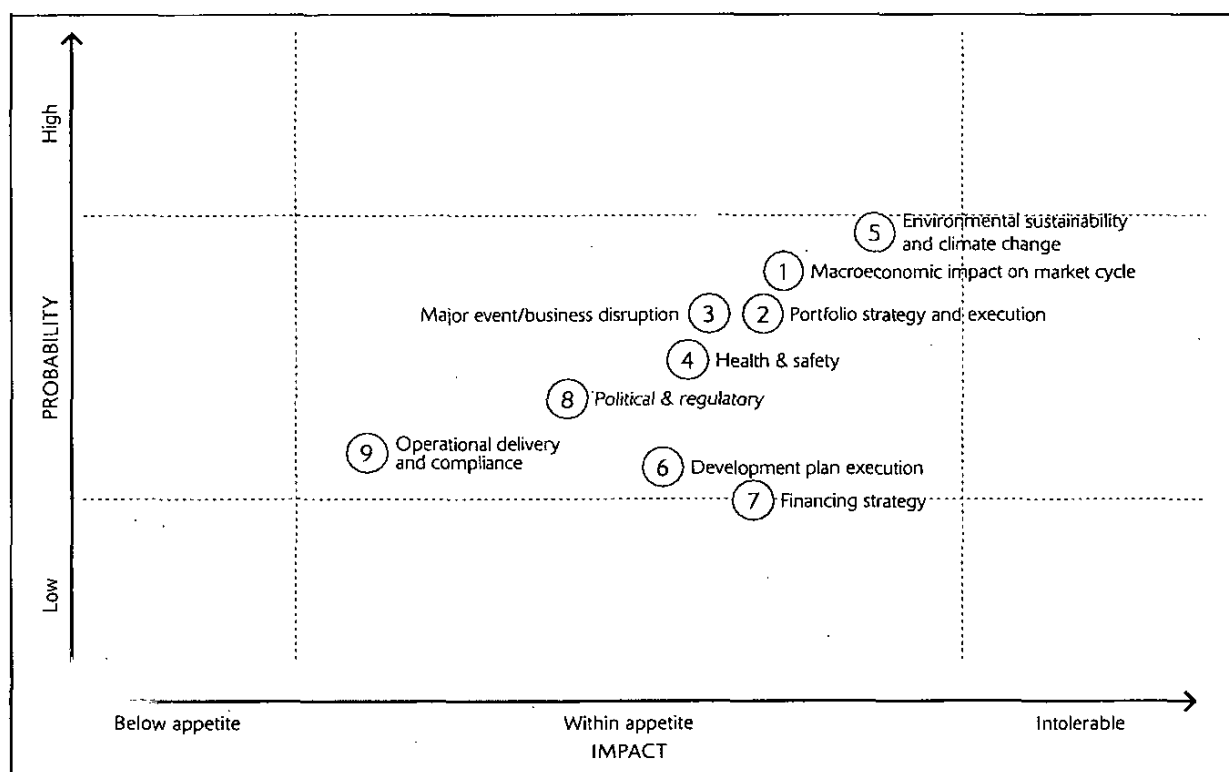 High
5 Environmental sustainability
and climate change
1 Macroeconomic impact on market cycle
Major event/business disruption 3
2 Portfolio strategy and execution
4 Health & safety
8 Political & regulatory
9 Operational delivery
and compliance
6 Development plan execution
7 Financing strategy
PROBABILITY
Low
Below appetite
Within appetite
Intolerable
IMPACT